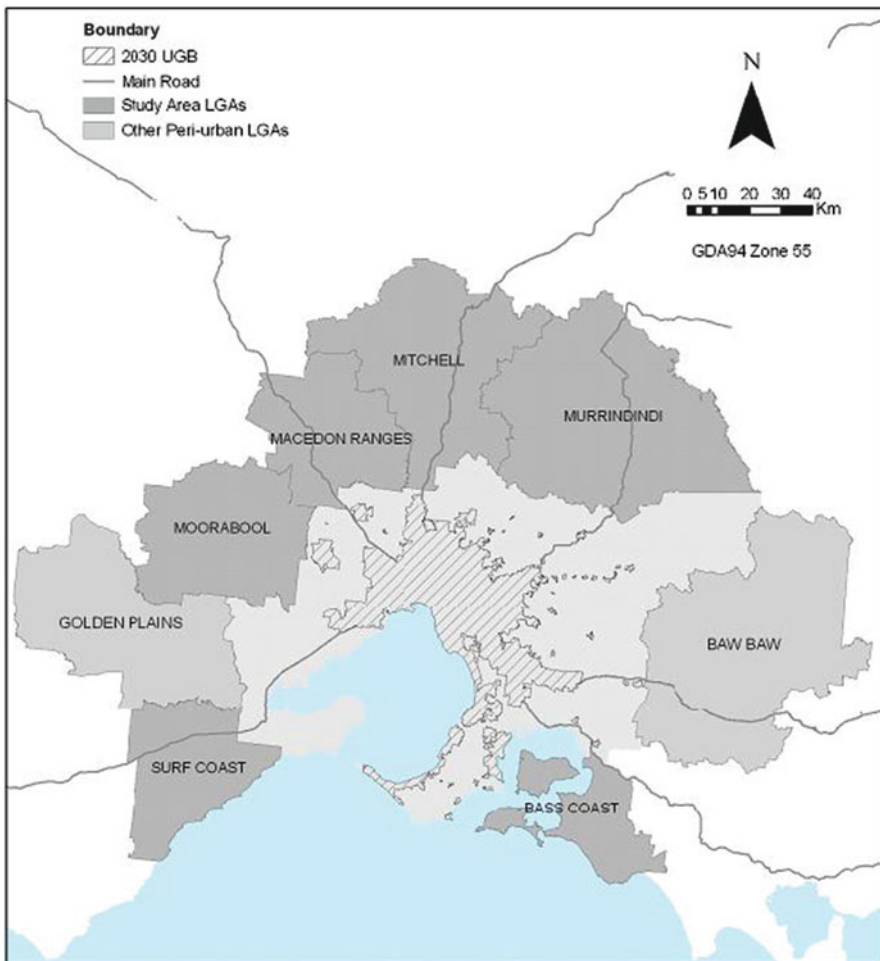 Boundary
2030 UGB
Main Road
Study Area LGAs
Other Peri-urban LGAs
N
0 5 10 20 30 40
Km
GDA94 Zone 55
MITCHELL
MURRINDINDI
MACEDON RANGES
MOORABOOL
GOLDEN PLAINS
BAW BAW
SURF COAST
BASS COAST